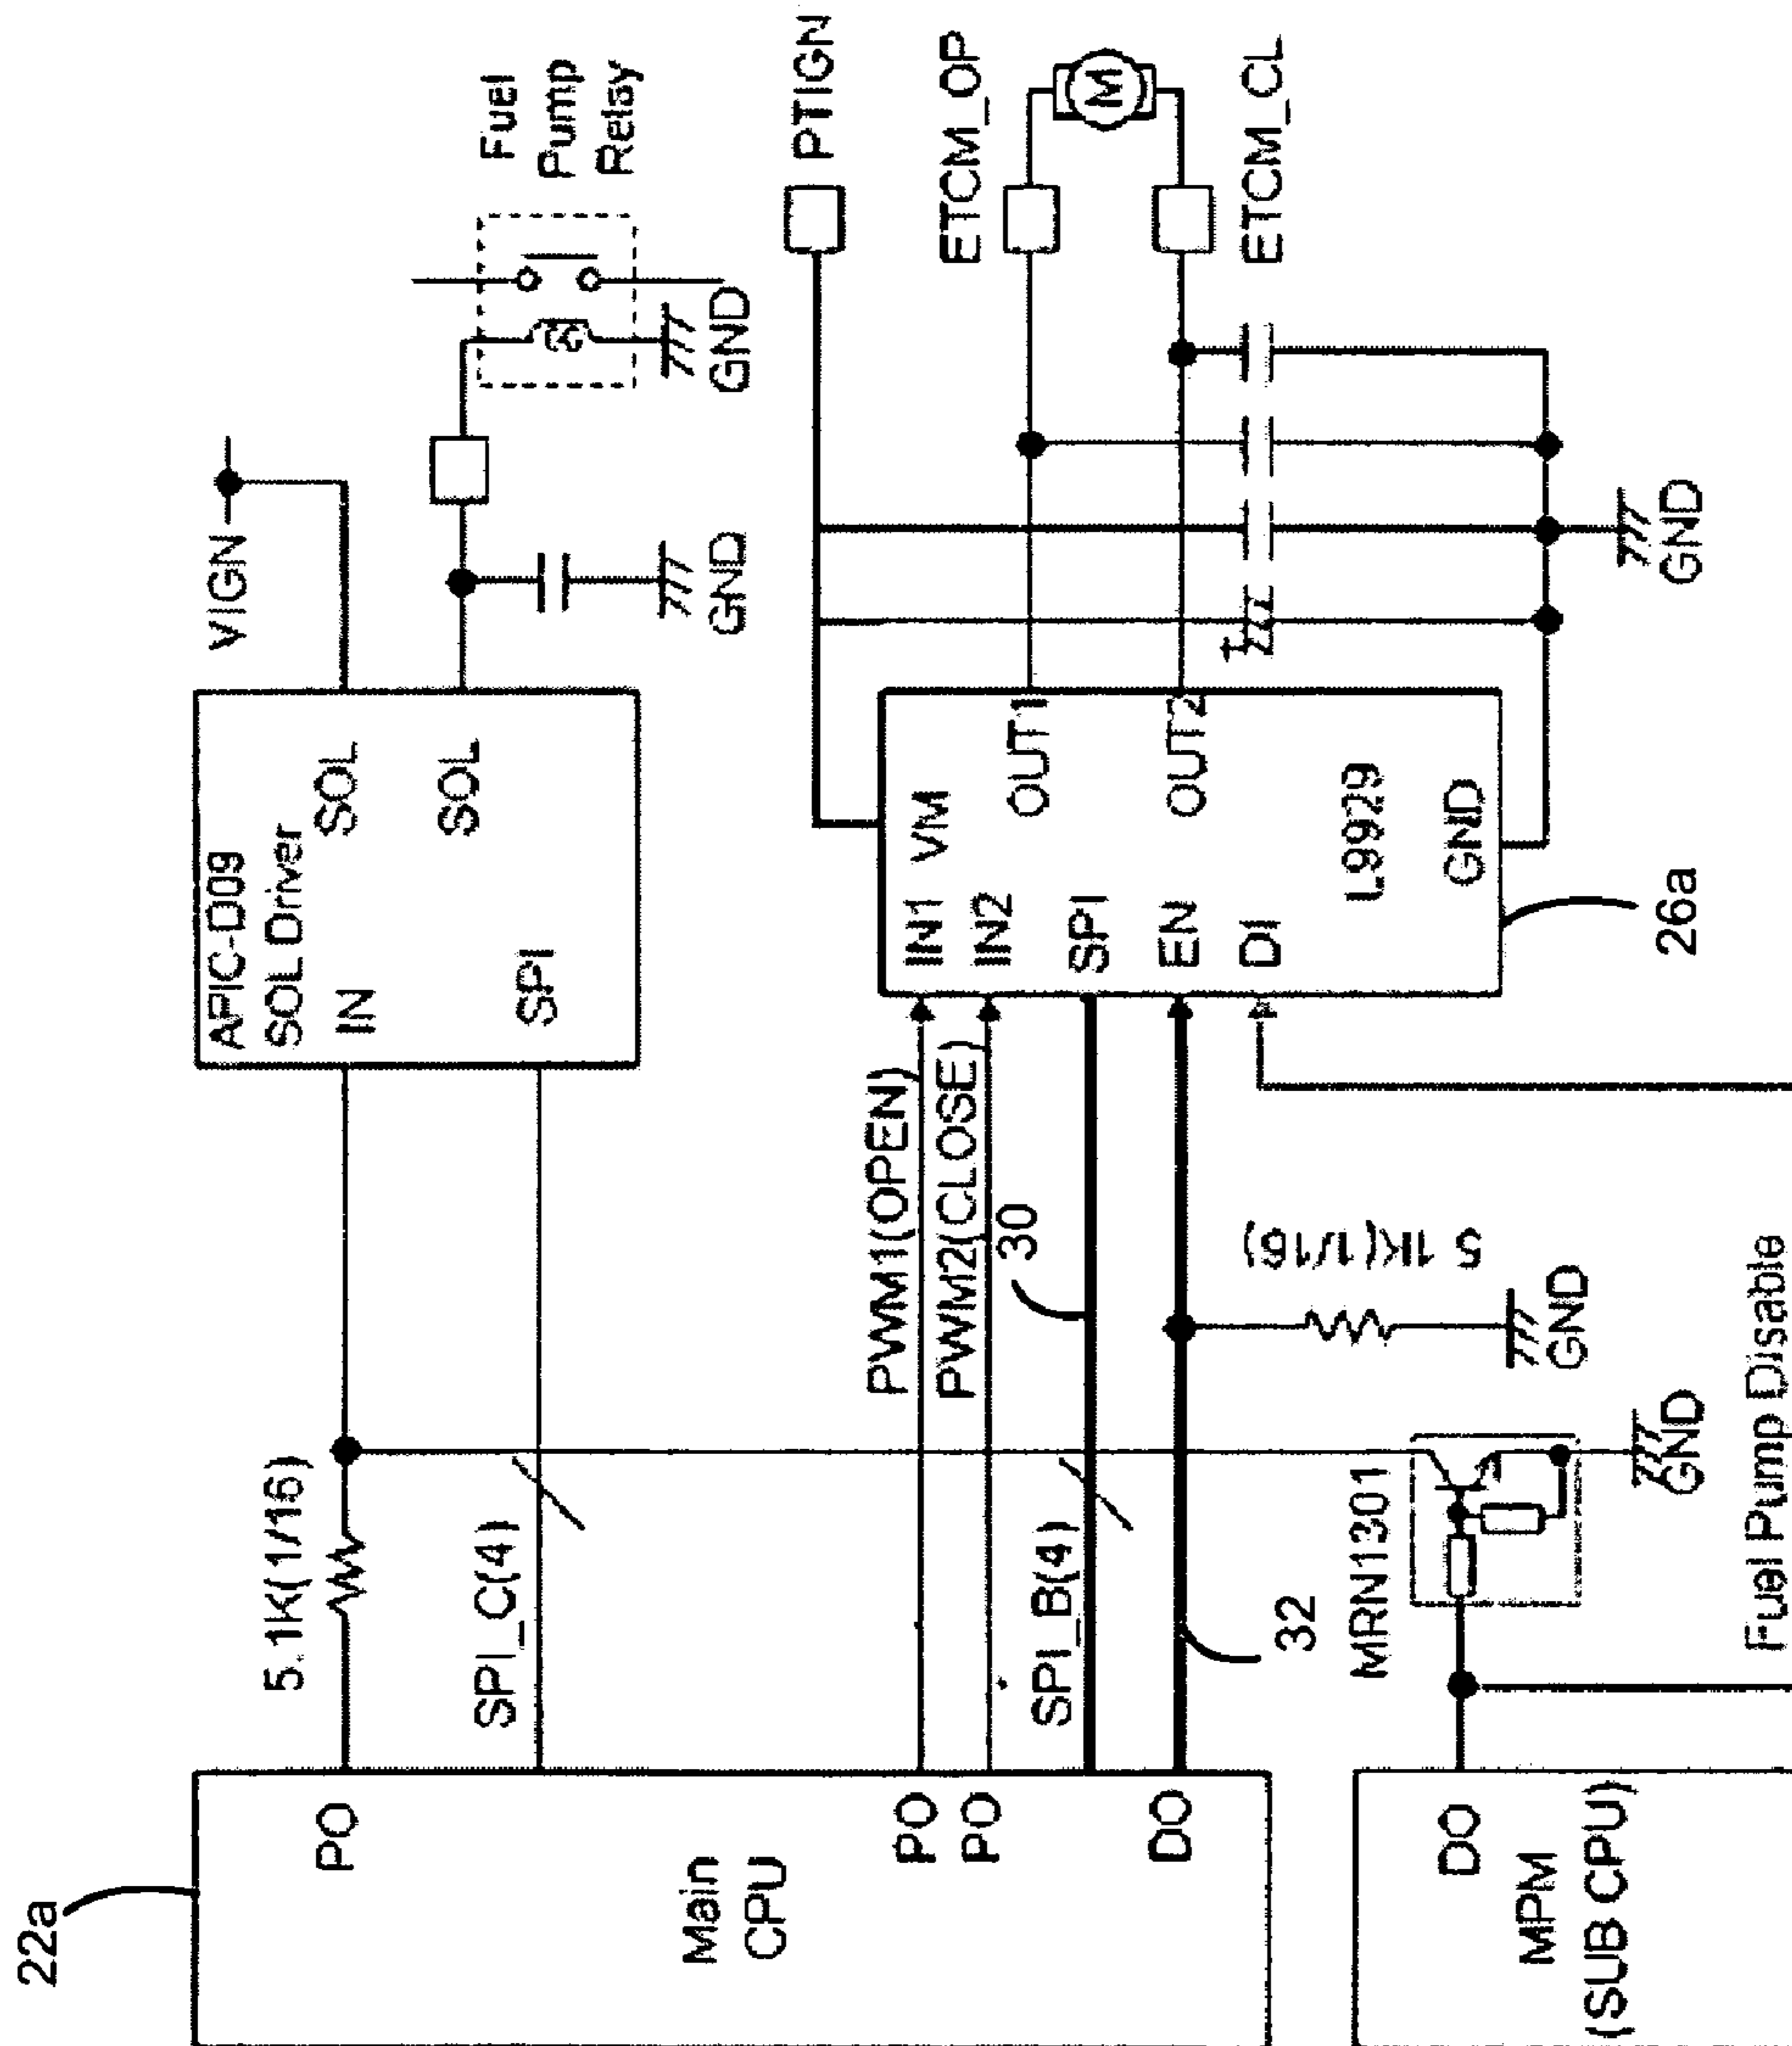 22a
Main
CPU
PO
PO
PO
DO
5.1K(1/16)
SPI_C(4)
APIC-D09
SOL Driver
IN
SPI
SOL
SOL
VIGN
GND
Fuel
Pump
Relay
GND
PWM1(OPEN)
PWM2(CLOSE)
30
SPI_B(4)
32
5 1K(1/16)
GND
IN1
IN2
SPI
EN
DI
VM
OUT1
OUT2
L9929
GND
26a
PTIGN
ETCM_OP
M
ETCM_CL
GND
MPM
(SUB CPU)
DO
MRN1301
GND
Fuel Pump Disable